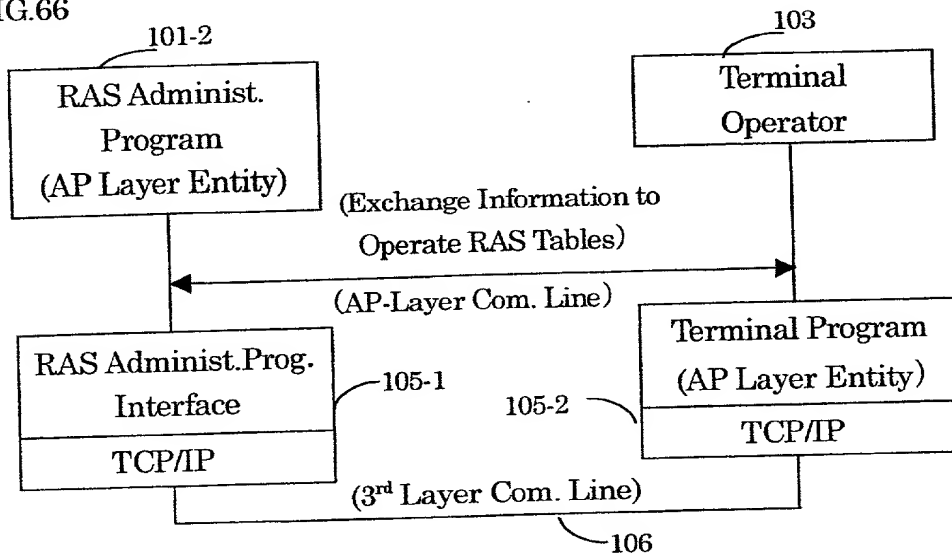 IG.66
101-2
RAS Administ.
Program
(AP Layer Entity)
103
Terminal
Operator
(Exchange Information to
Operate RAS Tables)
(AP-Layer Com. Line)
RAS Administ.Prog.
Interface
TCP/IP
105-1
105-2
Terminal Program
(AP Layer Entity)
TCP/IP
(3rd Layer Com. Line)
106